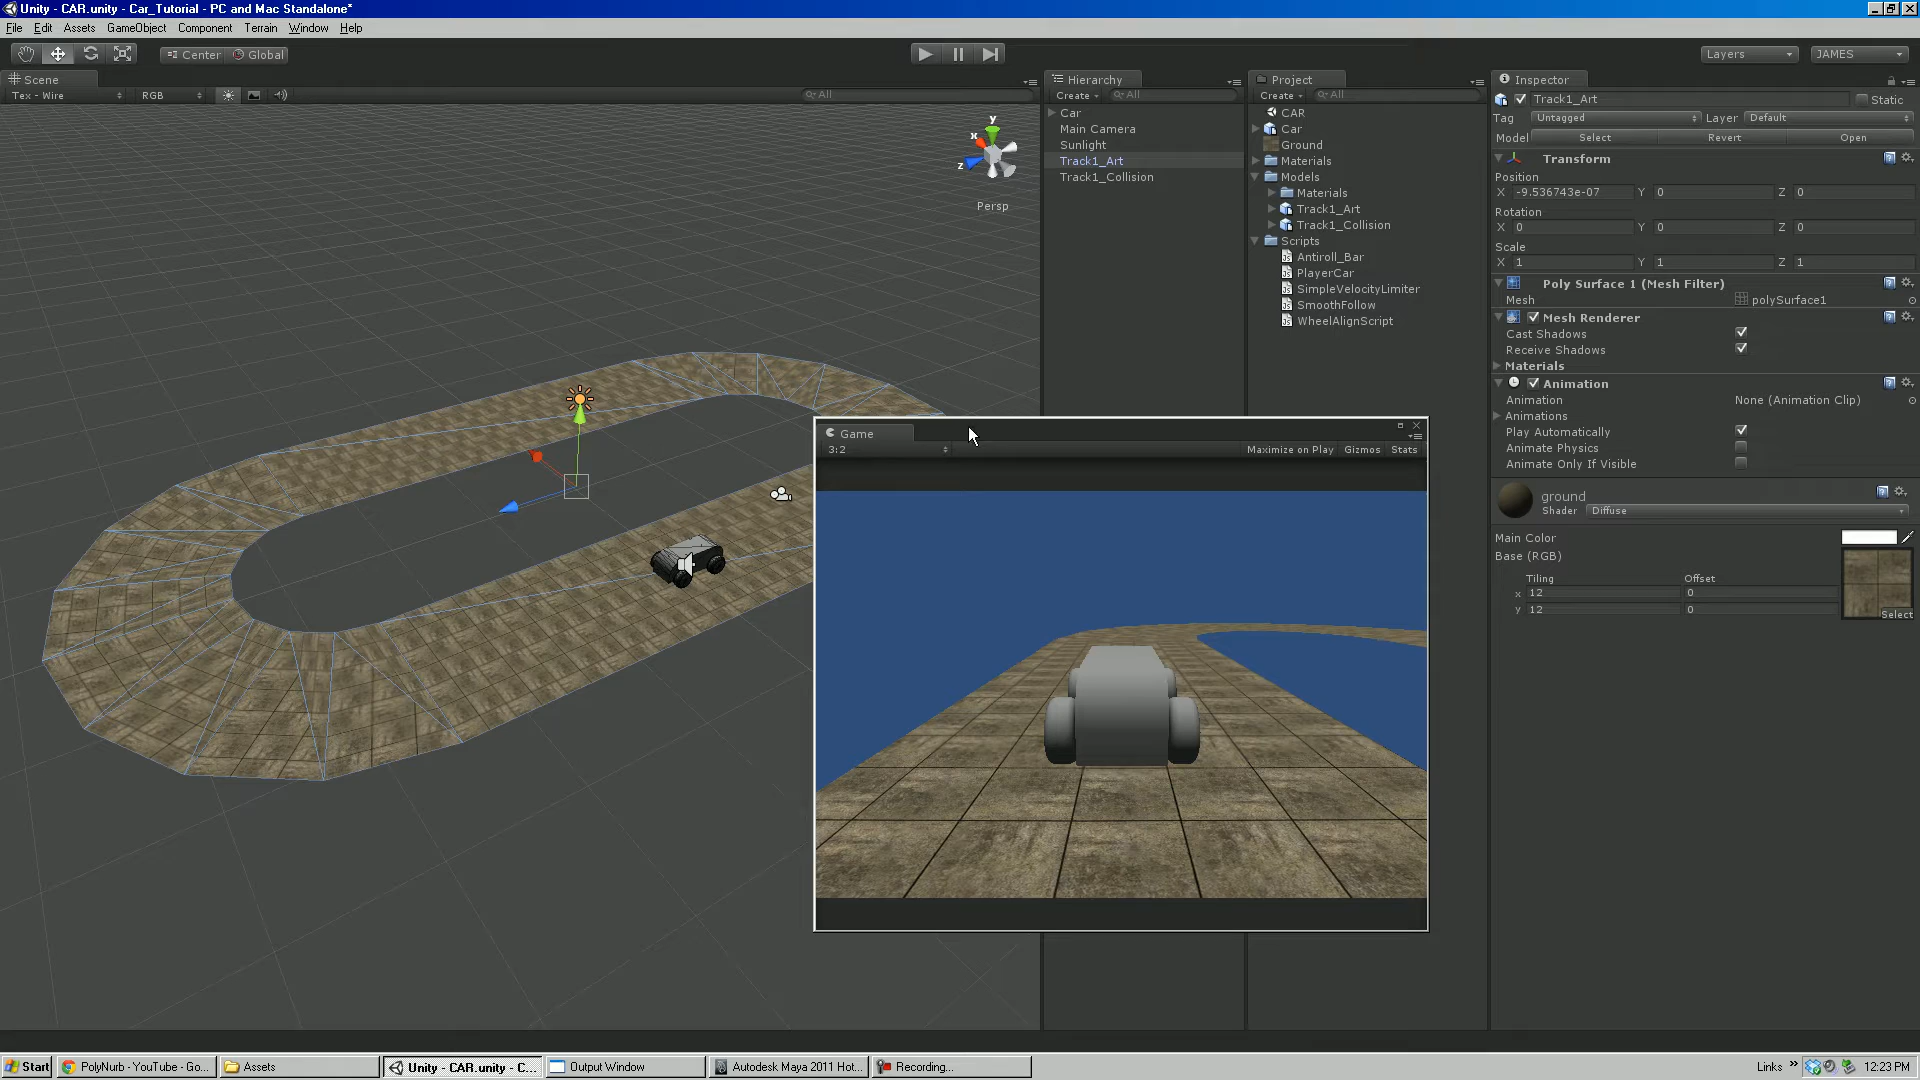 Unity - CAR.unity - Car_Tutorial - PC and Mac Standalone*
File Edit Assets GameObject Component Terrain Window Help
Center Global
Layers JAMES
Scene
Tex - Wire RGB All
y
x
z
Persp
Hierarchy
Create All
Car
Main Camera
Sunlight
Track1_Art
Track1_Collision
Project
Create All
CAR
Car
Ground
Materials
Models
Materials
Track1_Art
Track1_Collision
Scripts
Antiroll_Bar
PlayerCar
SimpleVelocityLimiter
SmoothFollow
WheelAlignScript
Inspector
Track1_Art Static
Tag Untagged Layer Default
Model Select Revert Open
Transform
Position
X -9.536743e-07 Y 0 Z 0
Rotation
X 0 Y 0 Z 0
Scale
X 1 Y 1 Z 1
Poly Surface 1 (Mesh Filter)
Mesh polySurface1
Mesh Renderer
Cast Shadows
Receive Shadows
Materials
Animation
Animation None (Animation Clip)
Animations
Play Automatically
Animate Physics
Animate Only If Visible
ground
Shader Diffuse
Main Color
Base (RGB)
Tiling Offset
x 12 0
y 12 0
Select
Game
3:2 Maximize on Play Gizmos Stats
Start PolyNurb - YouTube - Go... Assets Unity - CAR.unity - C... Output Window Autodesk Maya 2011 Hot... Recording... Links » 12:23 PM